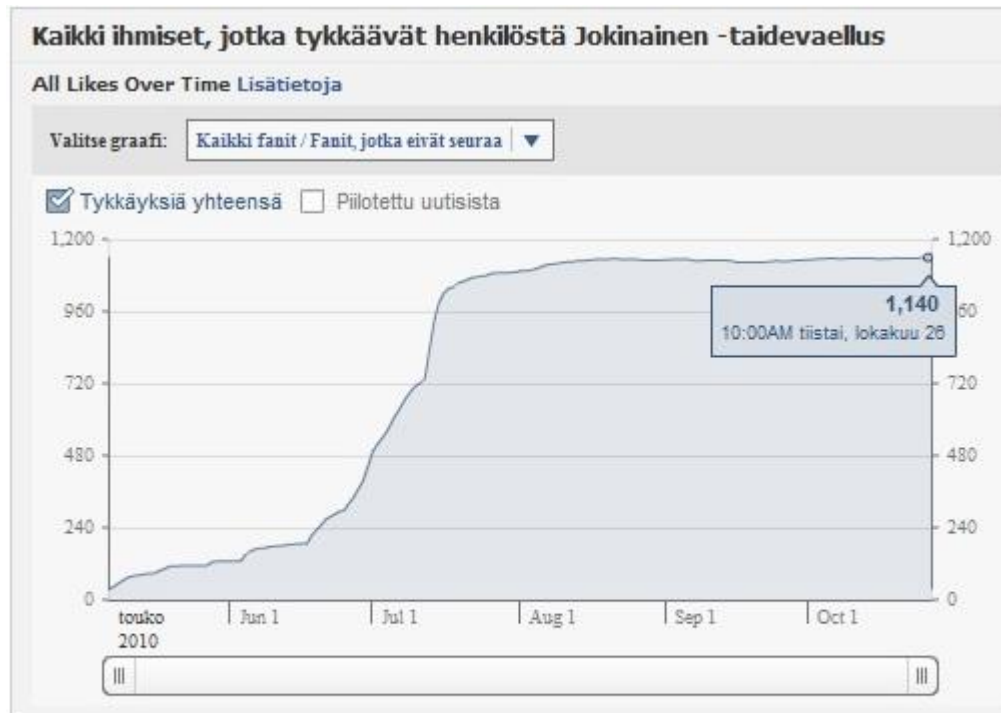 Kaikki ihmiset, jotka tykkäävät henkilöstä Jokinainen -taidevaellus
All Likes Over Time Lisätietoja
Valitse graafi: Kaikki fanit / Fanit, jotka eivät seuraa
Tykkäyksiä yhteensä Piilotettu uutisista
1,200 1,200
1,140
960 60
10:00AM tiistai, lokakuu 26
720 720
480 480
240 240
0 0
touko Jun 1 Jul 1 Aug 1 Sep 1 Oct 1
2010